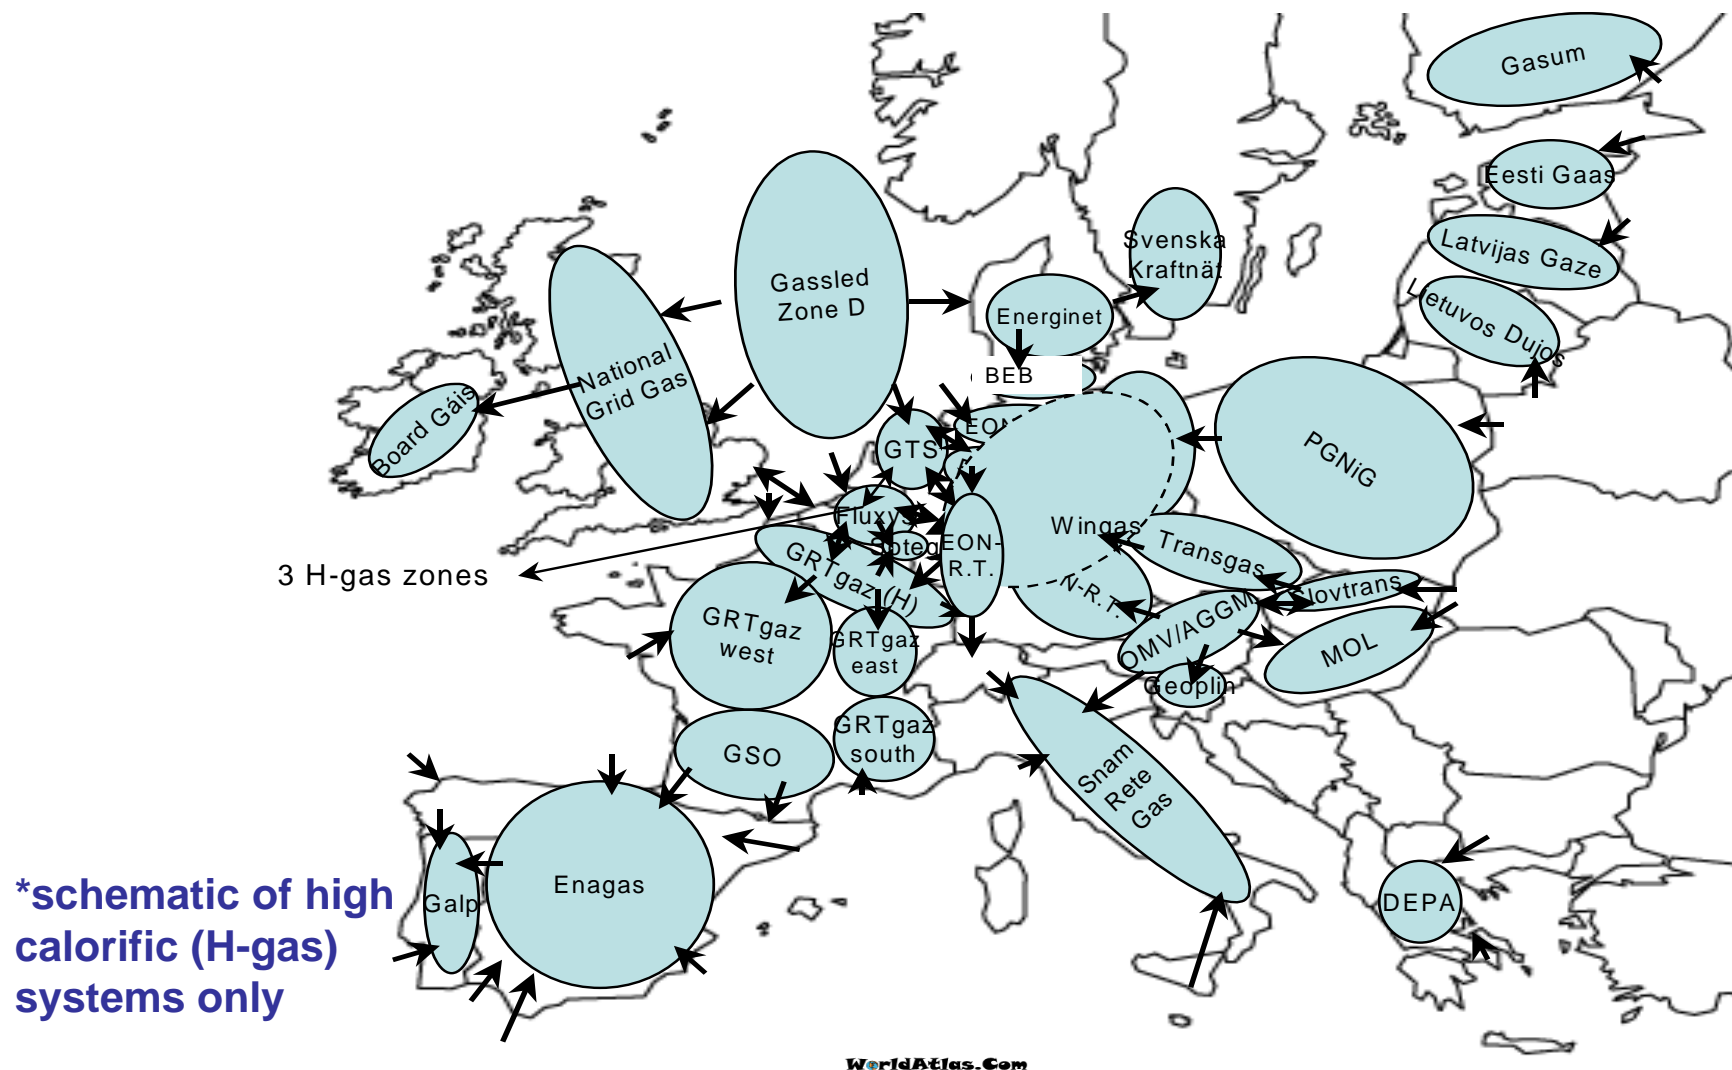 Gasum
Eesti Gaas
Latvijas Gaze
Lietuvos Dujos
Svenska
Kraftnät
Gassled
Zone D
Energinet
BEB
National
Grid Gas
Board Gáis
GTS
PGNiG
Fluxys
Wingas
EON-
R.T.
Transgas
3 H-gas zones
GRTgaz (H)
N-R.T.
Slovtrans
GRTgaz
west
GRTgaz
east
OMV/AGGM
MOL
Geoplin
GSO
GRTgaz
south
Snam
Rete
Gas
Enagas
Galp
DEPA
*schematic of high
calorific (H-gas)
systems only
WorldAtlas.Com